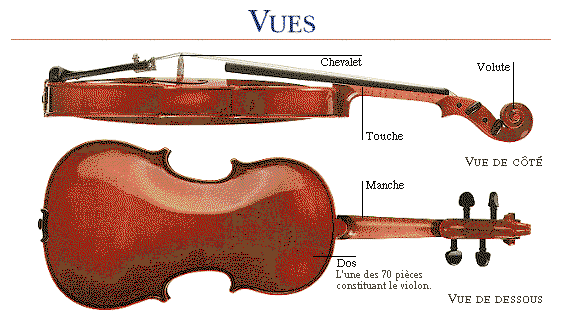 VUES
Chevalet
Volute
Touche
VUE DE CÔTÉ
Manche
Dos
L'une des 70 pièces
constituant le violon.
VUE DE DESSOUS